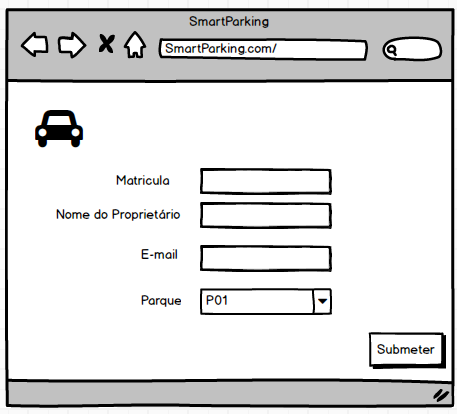 SmartParking
SmartParking.com/
Matricula
Nome do Proprietário
E-mail
Parque
P01
Submeter